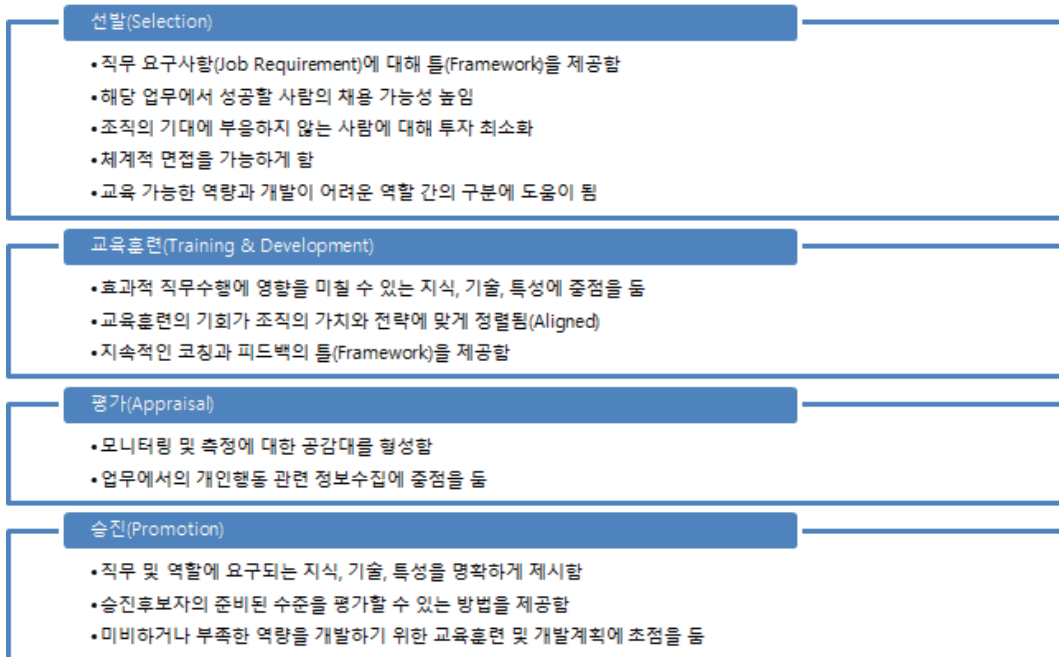 선발(Selection)
•직무 요구사항(Job Requirement)에 대해 틀(Framework)을 제공함
•해당 업무에서 성공할 사람의 채용 가능성 높임
•조직의 기대에 부응하지 않는 사람에 대해 투자 최소화
•체계적 면접을 가능하게 함
•교육 가능한 역량과 개발이 어려운 역할 간의 구분에 도움이 됨
교육훈련(Training & Development)
•효과적 직무수행에 영향을 미칠 수 있는 지식, 기술, 특성에 중점을 둠
•교육훈련의 기회가 조직의 가치와 전략에 맞게 정렬됨(Aligned)
•지속적인 코칭과 피드백의 틀(Framework)을 제공함
평가(Appraisal)
•모니터링 및 측정에 대한 공감대를 형성함
•업무에서의 개인행동 관련 정보수집에 중점을 둠
승진(Promotion)
•직무 및 역할에 요구되는 지식, 기술, 특성을 명확하게 제시함
•승진후보자의 준비된 수준을 평가할 수 있는 방법을 제공함
•미비하거나 부족한 역량을 개발하기 위한 교육훈련 및 개발계획에 초점을 둠